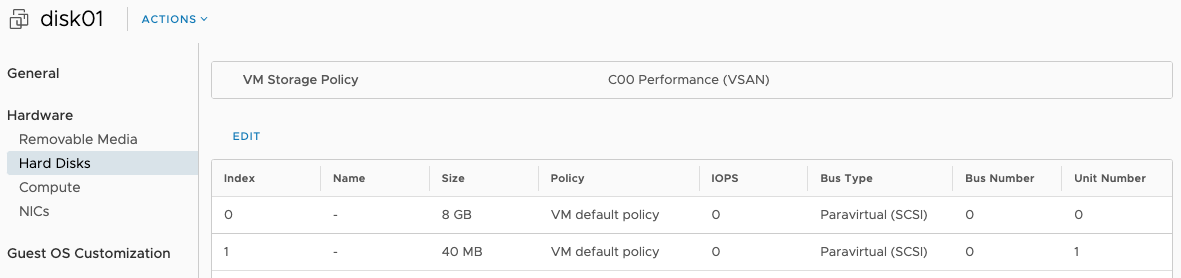 disk01 ACTIONS
General
VM Storage Policy C00 Performance (VSAN)
Hardware
Removable Media
EDIT
Hard Disks
Index Name Size Policy IOPS Bus Type Bus Number Unit Number
Compute
NICs
0 - 8 GB VM default policy 0 Paravirtual (SCSI) 0 0
Guest OS Customization
1 - 40 MB VM default policy 0 Paravirtual (SCSI) 0 1